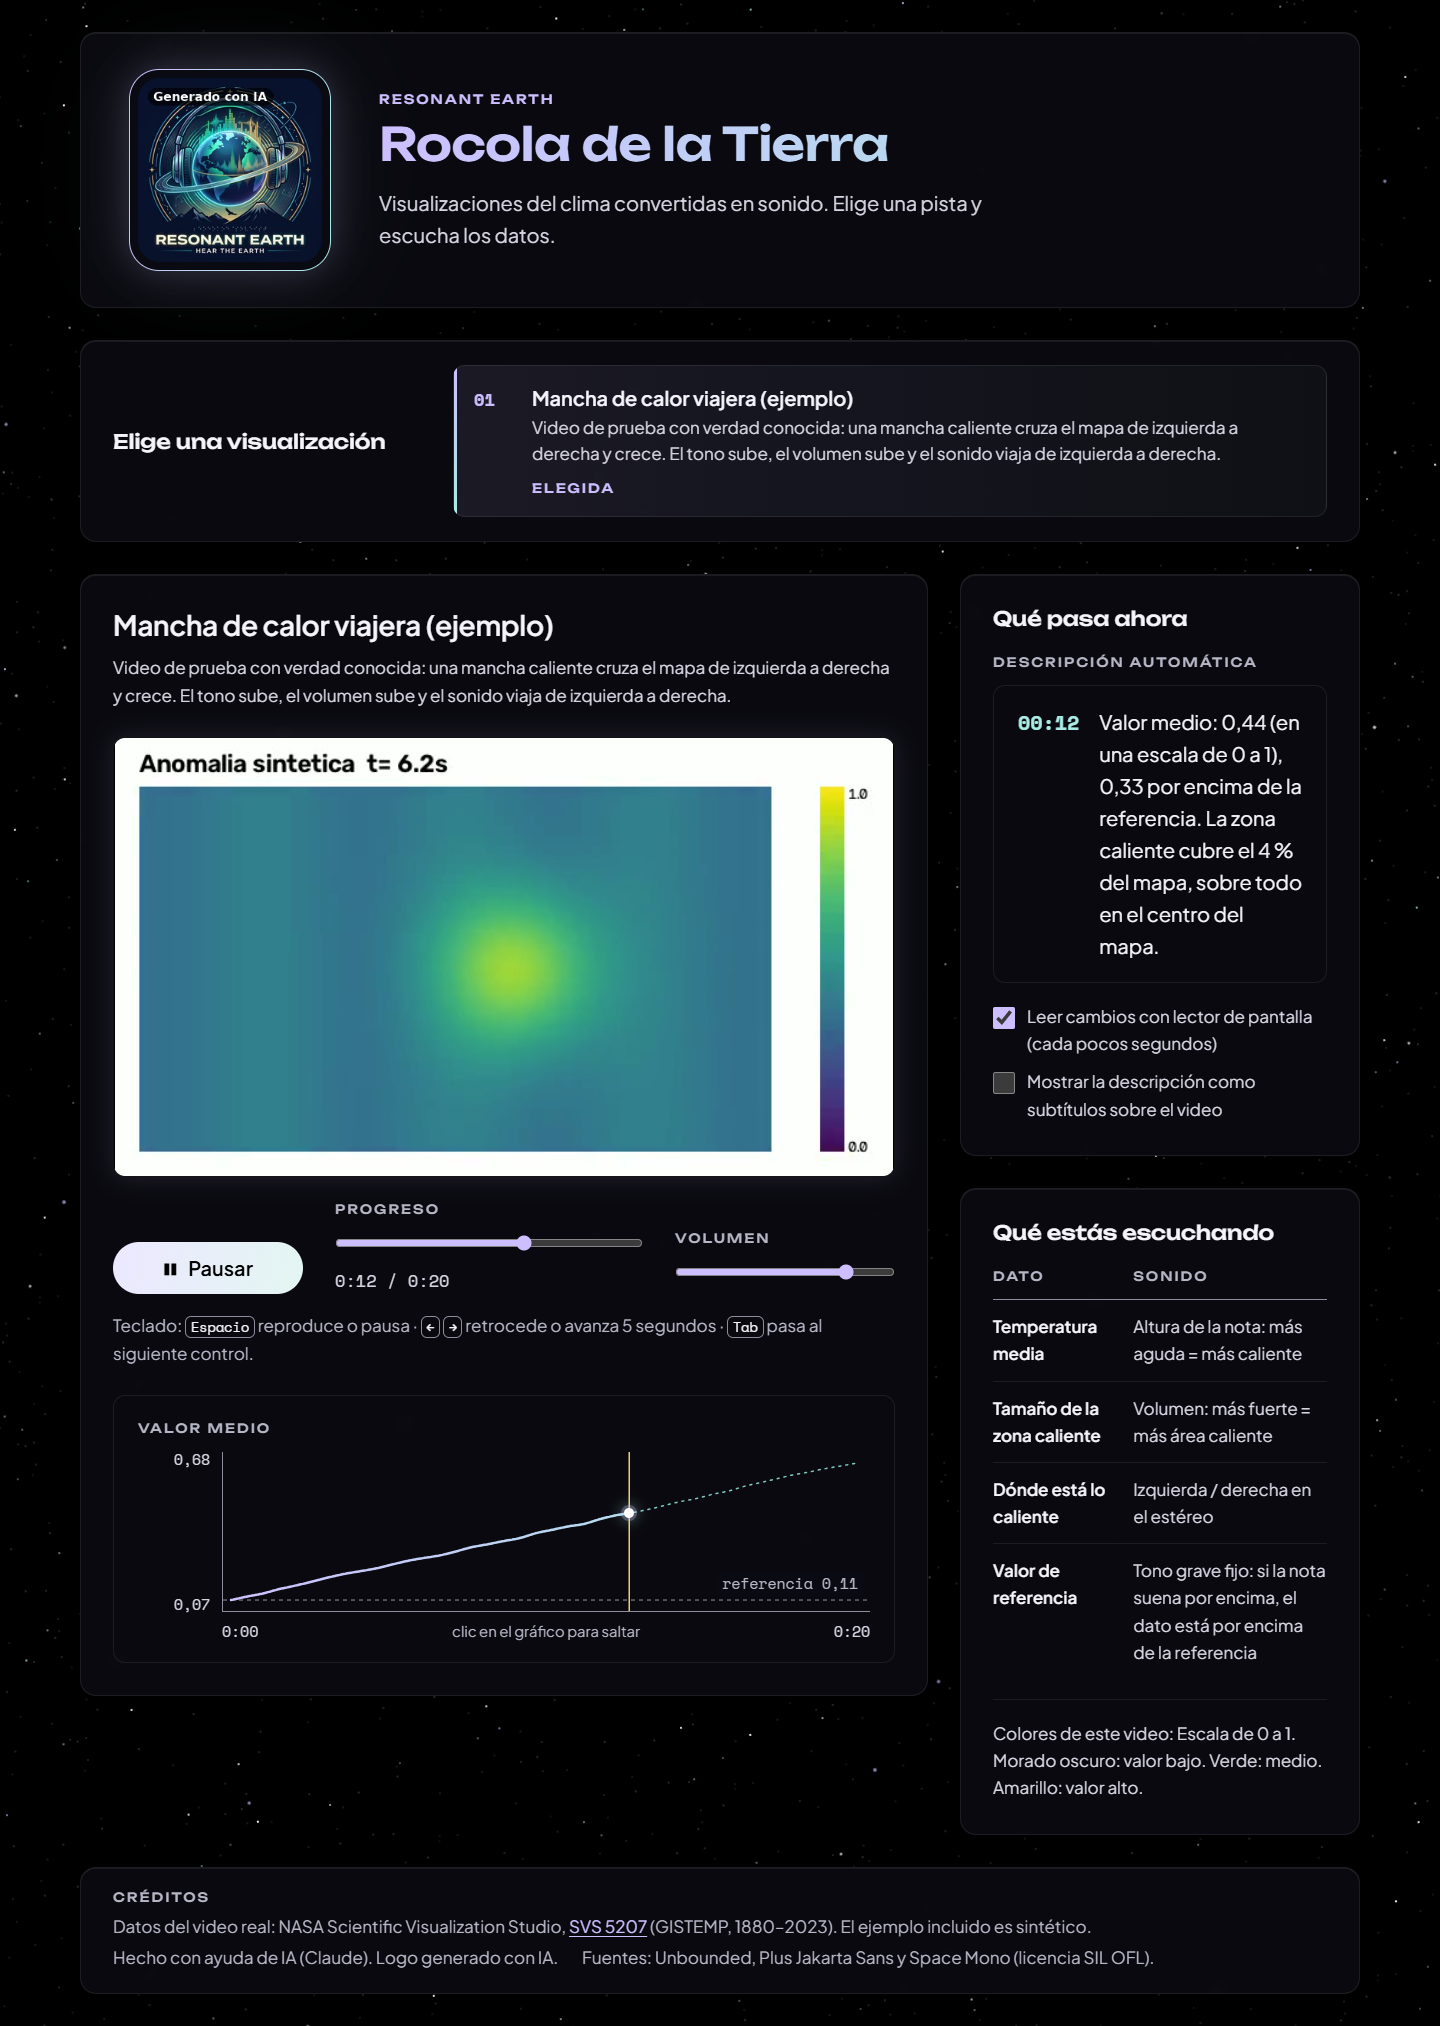 Generado con IA
RESONANT EARTH
HEAR THE EARTH
RESONANT EARTH
Rocola de la Tierra
Visualizaciones del clima convertidas en sonido. Elige una pista y
escucha los datos.
Elige una visualización
01
Mancha de calor viajera (ejemplo)
Video de prueba con verdad conocida: una mancha caliente cruza el mapa de izquierda a
derecha y crece. El tono sube, el volumen sube y el sonido viaja de izquierda a derecha.
ELEGIDA
Mancha de calor viajera (ejemplo)
Video de prueba con verdad conocida: una mancha caliente cruza el mapa de izquierda a derecha
y crece. El tono sube, el volumen sube y el sonido viaja de izquierda a derecha.
Anomalia sintetica t= 6.2s
1.0
0.0
PROGRESO
Pausar
0:12 / 0:20
VOLUMEN
Teclado: Espacio reproduce o pausa · ← → retrocede o avanza 5 segundos · Tab pasa al
siguiente control.
VALOR MEDIO
0,68
0,07
referencia 0,11
0:00
clic en el gráfico para saltar
0:20
Qué pasa ahora
DESCRIPCIÓN AUTOMÁTICA
00:12
Valor medio: 0,44 (en
una escala de 0 a 1),
0,33 por encima de la
referencia. La zona
caliente cubre el 4 %
del mapa, sobre todo
en el centro del
mapa.
Leer cambios con lector de pantalla
(cada pocos segundos)
Mostrar la descripción como
subtítulos sobre el video
Qué estás escuchando
DATO SONIDO
Temperatura
media
Altura de la nota: más
aguda = más caliente
Tamaño de la
zona caliente
Volumen: más fuerte =
más área caliente
Dónde está lo
caliente
Izquierda / derecha en
el estéreo
Valor de
referencia
Tono grave fijo: si la nota
suena por encima, el
dato está por encima
de la referencia
Colores de este video: Escala de 0 a 1.
Morado oscuro: valor bajo. Verde: medio.
Amarillo: valor alto.
CRÉDITOS
Datos del video real: NASA Scientific Visualization Studio, SVS 5207 (GISTEMP, 1880–2023). El ejemplo incluido es sintético.
Hecho con ayuda de IA (Claude). Logo generado con IA. Fuentes: Unbounded, Plus Jakarta Sans y Space Mono (licencia SIL OFL).